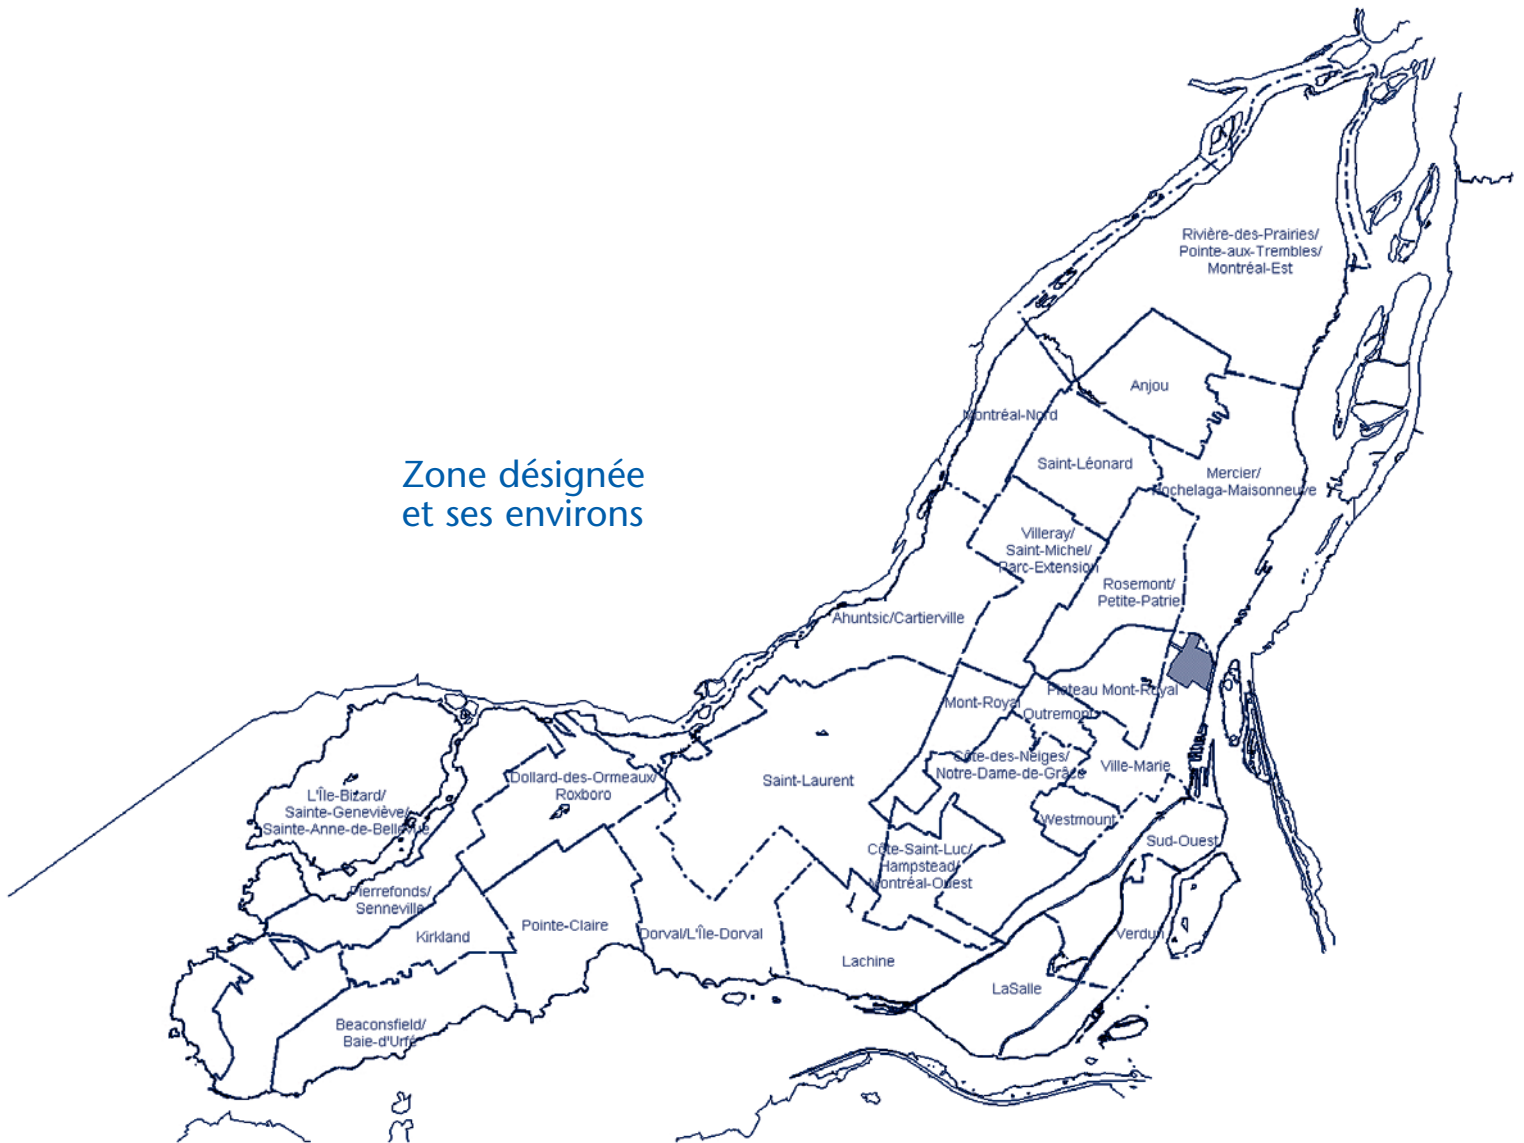 Rivière-des-Prairies/
Pointe-aux-Trembles/
Montréal-Est
Anjou
Montréal-Nord
Saint-Léonard
Mercier/
Hochelaga-Maisonneuve
Zone désignée
et ses environs
Villeray/
Saint-Michel/
Parc-Extension
Rosemont/
Petite-Patrie
Ahuntsic/Cartierville
Plateau Mont-Royal
Mont-Royal
Outremont
Côte-des-Neiges/
Notre-Dame-de-Grâce
Ville-Marie
Saint-Laurent
Dollard-des-Ormeaux/
Roxboro
L'Île-Bizard/
Sainte-Geneviève/
Sainte-Anne-de-Bellevue
Westmount
Sud-Ouest
Côte-Saint-Luc/
Hampstead/
Montréal-Ouest
Pierrefonds/
Senneville
Kirkland
Pointe-Claire
Dorval/L'Île-Dorval
Lachine
Verdun
LaSalle
Beaconsfield/
Baie-d'Urfé